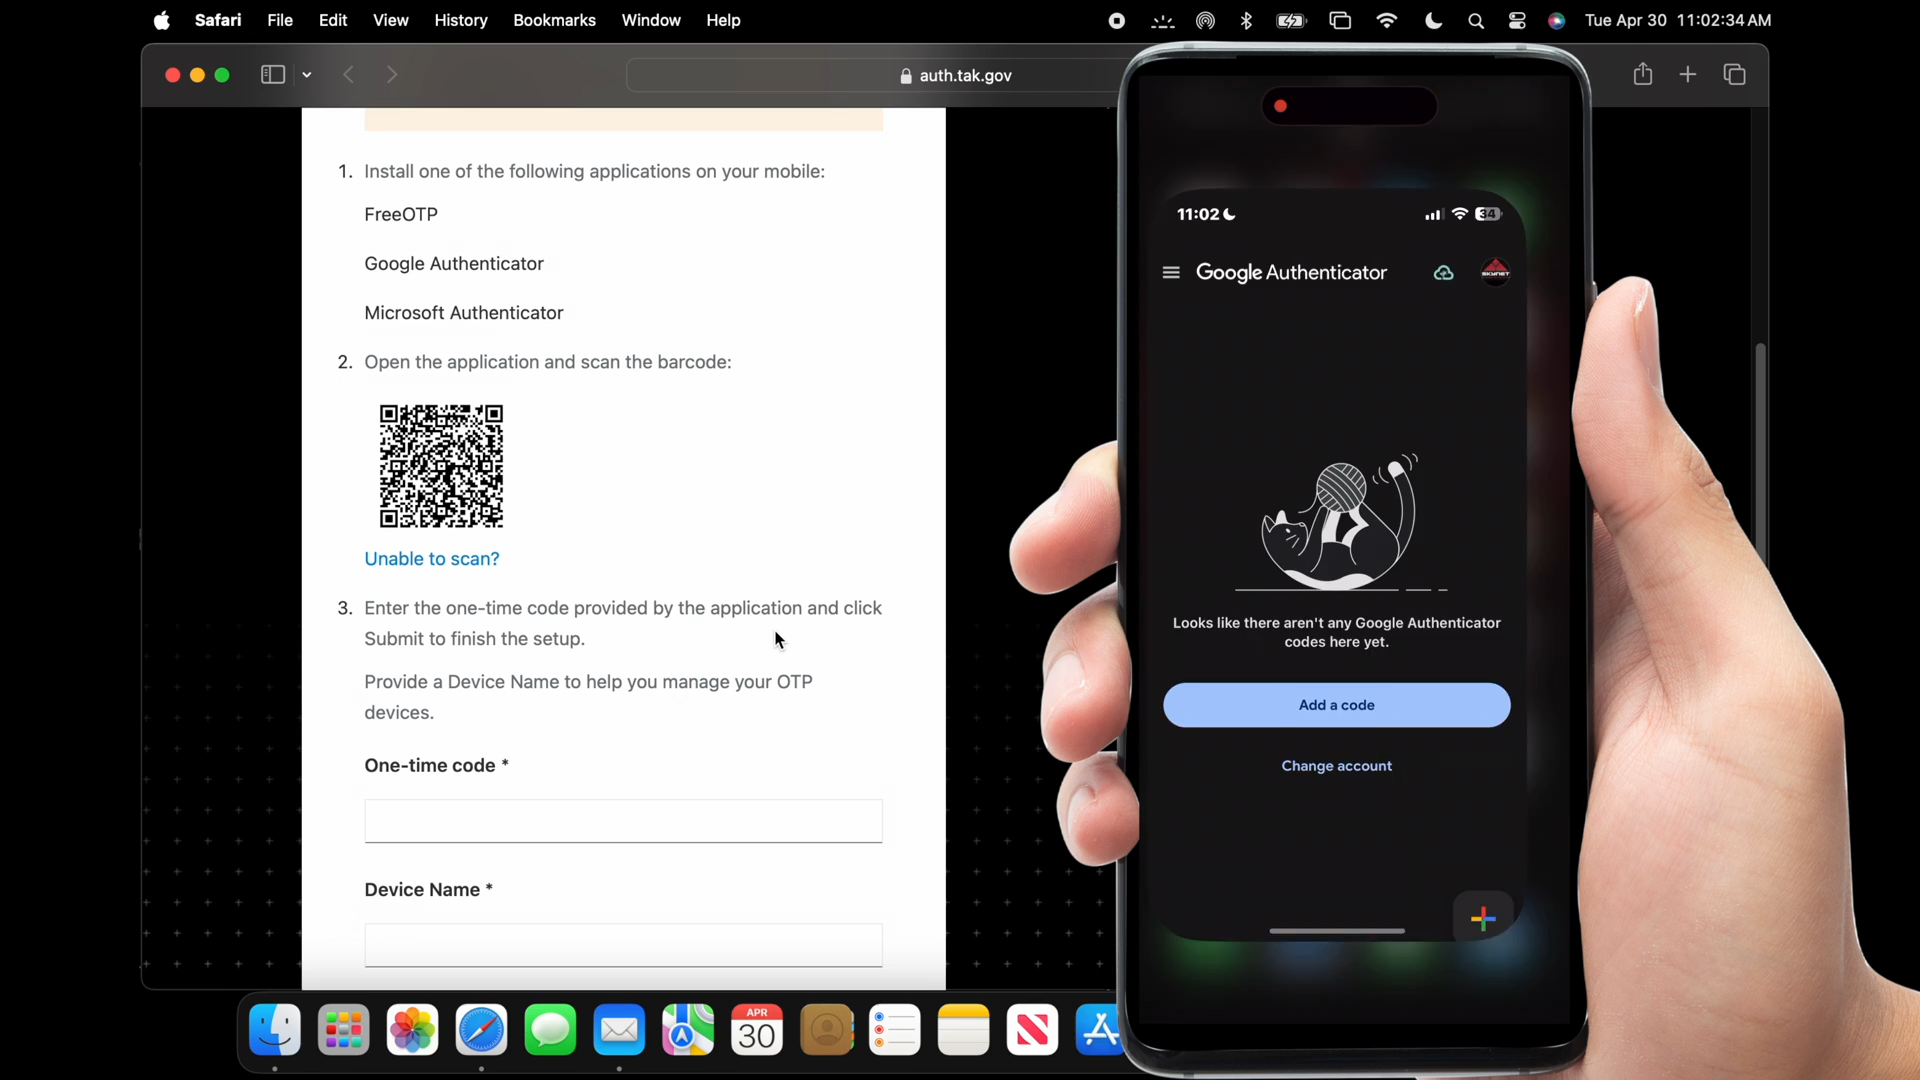 Safari File Edit View History Bookmarks Window Help
Tue Apr 30 11:02:34 AM
auth.tak.gov
1. Install one of the following applications on your mobile:
FreeOTP
Google Authenticator
Microsoft Authenticator
2. Open the application and scan the barcode:
Unable to scan?
3. Enter the one-time code provided by the application and click
Submit to finish the setup.
Provide a Device Name to help you manage your OTP
devices.
One-time code *
Device Name *
11:02
34
Google Authenticator
SKYNET
Looks like there aren't any Google Authenticator
codes here yet.
Add a code
Change account
APR
30